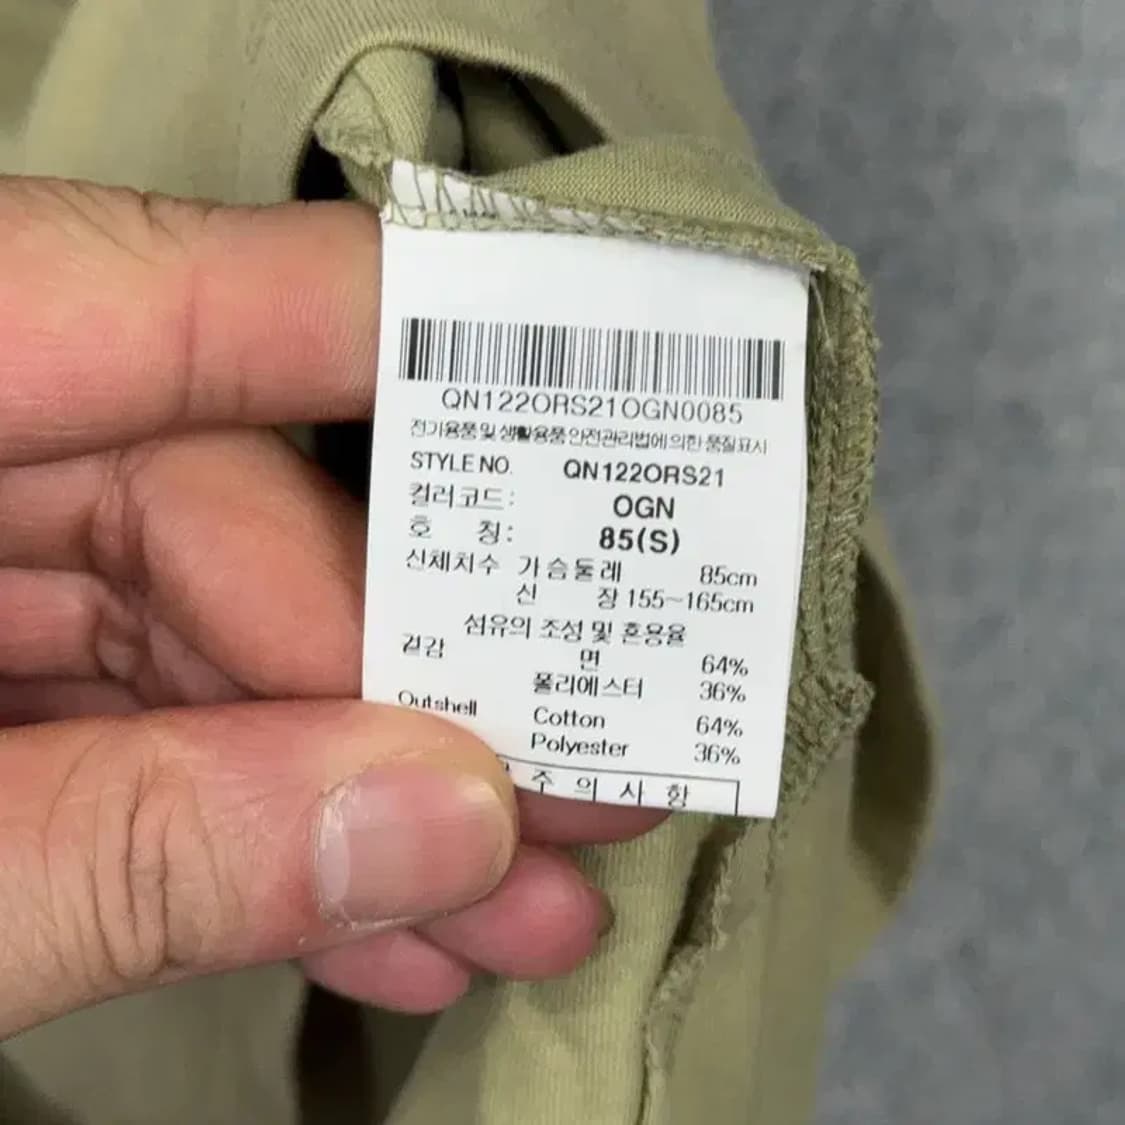 QN122ORS21OGN0085
전기용품 및 생활용품 안전관리법에 의한 품질표시
STYLE NO. QN122ORS21
컬러코드: OGN
호 칭: 85(S)
신체치수 가슴둘레 85cm
신 장 155~165cm
섬유의 조성 및 혼용율
겉감 면 64%
폴리에스터 36%
Outshell Cotton 64%
Polyester 36%
주 의 사 항